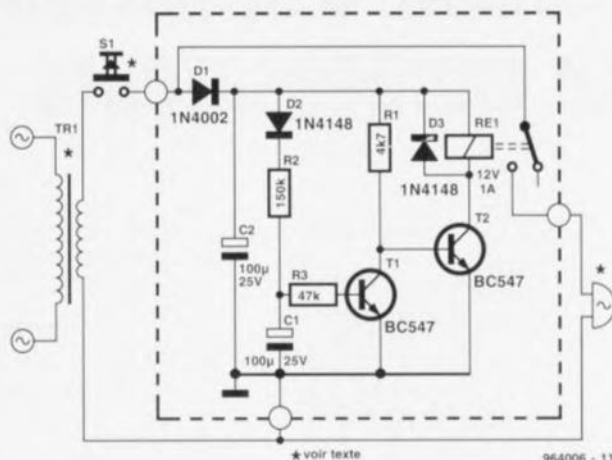 S1
★
D1
1N4002
D2
1N4148
R1
4k7
D3
1N4148
RE1
12V
1A
TR1
★
R2
150k
C2
100µ
25V
R3
47k
T1
BC547
T2
BC547
★
C1
100µ 25V
★ voir texte
964006 - 11